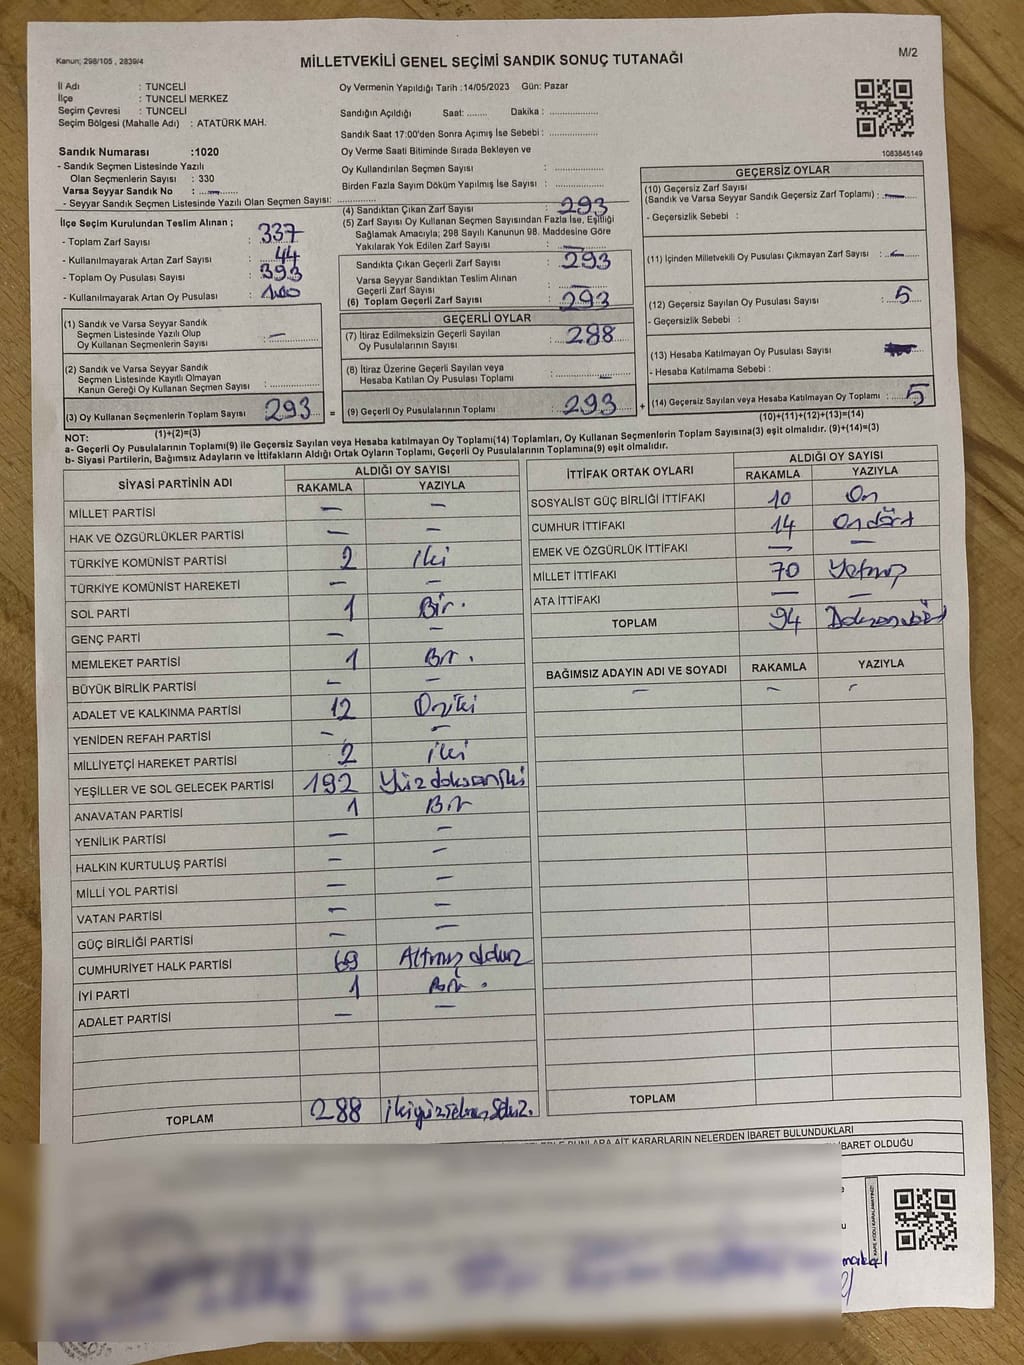 Kanun; 298/105 , 2839/4
MİLLETVEKİLİ GENEL SEÇİMİ SANDIK SONUÇ TUTANAĞI
M/2
İl Adı : TUNCELİ
İlçe : TUNCELİ MERKEZ
Seçim Çevresi : TUNCELİ
Seçim Bölgesi (Mahalle Adı) : ATATÜRK MAH.
Oy Vermenin Yapıldığı Tarih :14/05/2023 Gün: Pazar
Sandığın Açıldığı Saat: ....... Dakika : ...................
Sandık Saat 17:00'den Sonra Açımış İse Sebebi : ...................
Oy Verme Saati Bitiminde Sırada Bekleyen ve
Oy Kullandırılan Seçmen Sayısı : ...................
Birden Fazla Sayım Döküm Yapılmış İse Sayısı : ...................
1083845149
Sandık Numarası :1020
- Sandık Seçmen Listesinde Yazılı
Olan Seçmenlerin Sayısı : 330
Varsa Seyyar Sandık No : —
- Seyyar Sandık Seçmen Listesinde Yazılı Olan Seçmen Sayısı: ...................
İlçe Seçim Kurulundan Teslim Alınan ;
- Toplam Zarf Sayısı : 337
- Kullanılmayarak Artan Zarf Sayısı : 44
- Toplam Oy Pusulası Sayısı : 393
- Kullanılmayarak Artan Oy Pusulası : 100
(1) Sandık ve Varsa Seyyar Sandık
Seçmen Listesinde Yazılı Olup
Oy Kullanan Seçmenlerin Sayısı : —
(2) Sandık ve Varsa Seyyar Sandık
Seçmen Listesinde Kayıtlı Olmayan
Kanun Gereği Oy Kullanan Seçmen Sayısı : ...................
(3) Oy Kullanan Seçmenlerin Toplam Sayısı 293 =
(1)+(2)=(3)
(4) Sandıktan Çıkan Zarf Sayısı : 293
(5) Zarf Sayısı Oy Kullanan Seçmen Sayısından Fazla İse, Eşitliği
Sağlamak Amacıyla; 298 Sayılı Kanunun 98. Maddesine Göre
Yakılarak Yok Edilen Zarf Sayısı : —
Sandıkta Çıkan Geçerli Zarf Sayısı : 293
Varsa Seyyar Sandıktan Teslim Alınan
Geçerli Zarf Sayısı : —
(6) Toplam Geçerli Zarf Sayısı : 293
GEÇERLİ OYLAR
(7) İtiraz Edilmeksizin Geçerli Sayılan
Oy Pusulalarının Sayısı : 288
(8) İtiraz Üzerine Geçerli Sayılan veya
Hesaba Katılan Oy Pusulası Toplamı : —
(9) Geçerli Oy Pusulalarının Toplamı : 293 +
GEÇERSİZ OYLAR
(10) Geçersiz Zarf Sayısı
(Sandık ve Varsa Seyyar Sandık Geçersiz Zarf Toplamı) : —
- Geçersizlik Sebebi :
(11) İçinden Milletvekili Oy Pusulası Çıkmayan Zarf Sayısı : —
(12) Geçersiz Sayılan Oy Pusulası Sayısı : 5
- Geçersizlik Sebebi :
(13) Hesaba Katılmayan Oy Pusulası Sayısı
- Hesaba Katılmama Sebebi :
(14) Geçersiz Sayılan veya Hesaba Katılmayan Oy Toplamı : 5
(10)+(11)+(12)+(13)=(14)
NOT:
a- Geçerli Oy Pusulalarının Toplamı(9) ile Geçersiz Sayılan veya Hesaba katılmayan Oy Toplamı(14) Toplamları, Oy Kullanan Seçmenlerin Toplam Sayısına(3) eşit olmalıdır. (9)+(14)=(3)
b- Siyasi Partilerin, Bağımsız Adayların ve İttifakların Aldığı Ortak Oyların Toplamı, Geçerli Oy Pusulalarının Toplamına(9) eşit olmalıdır.
SİYASİ PARTİNİN ADI ALDIĞI OY SAYISI
RAKAMLA YAZIYLA
MİLLET PARTİSİ — —
HAK VE ÖZGÜRLÜKLER PARTİSİ — —
TÜRKİYE KOMÜNİST PARTİSİ 2 iki
TÜRKİYE KOMÜNİST HAREKETİ — —
SOL PARTİ 1 Bir.
GENÇ PARTİ — —
MEMLEKET PARTİSİ 1 Bir.
BÜYÜK BİRLİK PARTİSİ — —
ADALET VE KALKINMA PARTİSİ 12 Oniki
YENİDEN REFAH PARTİSİ — —
MİLLİYETÇİ HAREKET PARTİSİ 2 iki
YEŞİLLER VE SOL GELECEK PARTİSİ 192 Yüzdoksaniki
ANAVATAN PARTİSİ 1 Bir
YENİLİK PARTİSİ — —
HALKIN KURTULUŞ PARTİSİ — —
MİLLİ YOL PARTİSİ — —
VATAN PARTİSİ — —
GÜÇ BİRLİĞİ PARTİSİ — —
CUMHURİYET HALK PARTİSİ 69 Altmış dokuz
İYİ PARTİ 1 Bir.
ADALET PARTİSİ — —
TOPLAM 288 ikiyüzseksensekiz.
İTTİFAK ORTAK OYLARI ALDIĞI OY SAYISI
RAKAMLA YAZIYLA
SOSYALİST GÜÇ BİRLİĞİ İTTİFAKI 10 On
CUMHUR İTTİFAKI 14 Ondört
EMEK VE ÖZGÜRLÜK İTTİFAKI — —
MİLLET İTTİFAKI 70 Yetmiş
ATA İTTİFAKI — —
TOPLAM 94 Doksandört
BAĞIMSIZ ADAYIN ADI VE SOYADI RAKAMLA YAZIYLA
— — —
TOPLAM
AİT KARARLARIN NELERDEN İBARET BULUNDUKLARI
İBARET OLDUĞU